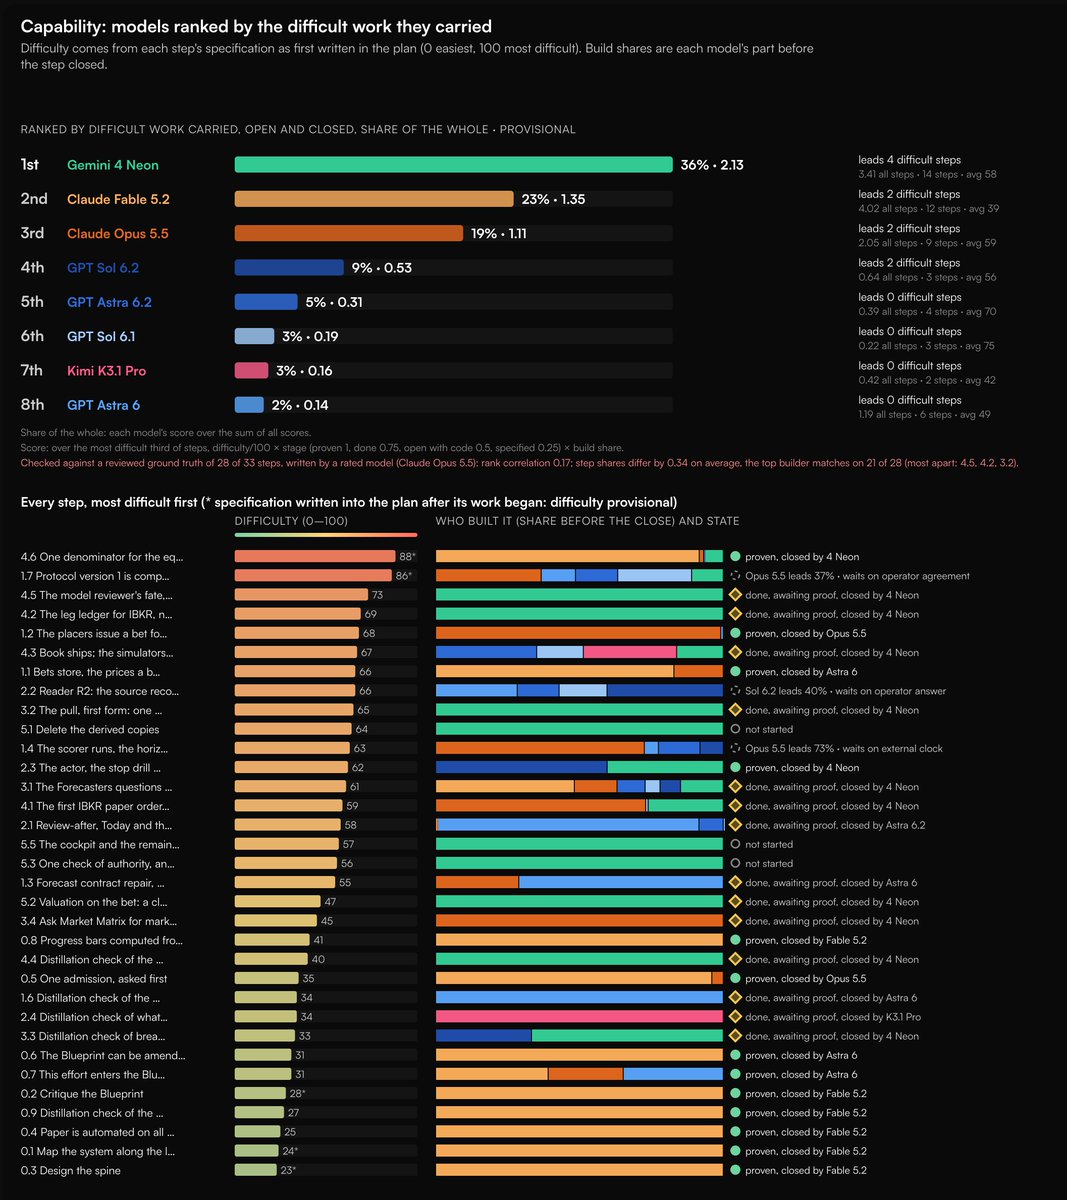 Capability: models ranked by the difficult work they carried
Difficulty comes from each step's specification as first written in the plan (0 easiest, 100 most difficult). Build shares are each model's part before
the step closed.
RANKED BY DIFFICULT WORK CARRIED, OPEN AND CLOSED, SHARE OF THE WHOLE · PROVISIONAL
1st Gemini 4 Neon 36% · 2.13 leads 4 difficult steps
3.41 all steps · 14 steps · avg 58
2nd Claude Fable 5.2 23% · 1.35 leads 2 difficult steps
4.02 all steps · 12 steps · avg 39
3rd Claude Opus 5.5 19% · 1.11 leads 2 difficult steps
2.05 all steps · 9 steps · avg 59
4th GPT Sol 6.2 9% · 0.53 leads 2 difficult steps
0.64 all steps · 3 steps · avg 56
5th GPT Astra 6.2 5% · 0.31 leads 0 difficult steps
0.39 all steps · 4 steps · avg 70
6th GPT Sol 6.1 3% · 0.19 leads 0 difficult steps
0.22 all steps · 3 steps · avg 75
7th Kimi K3.1 Pro 3% · 0.16 leads 0 difficult steps
0.42 all steps · 2 steps · avg 42
8th GPT Astra 6 2% · 0.14 leads 0 difficult steps
1.19 all steps · 6 steps · avg 49
Share of the whole: each model's score over the sum of all scores.
Score: over the most difficult third of steps, difficulty/100 × stage (proven 1, done 0.75, open with code 0.5, specified 0.25) × build share.
Checked against a reviewed ground truth of 28 of 33 steps, written by a rated model (Claude Opus 5.5): rank correlation 0.17; step shares differ by 0.34 on average, the top builder matches on 21 of 28 (most apart: 4.5, 4.2, 3.2).
Every step, most difficult first (* specification written into the plan after its work began: difficulty provisional)
DIFFICULTY (0—100) WHO BUILT IT (SHARE BEFORE THE CLOSE) AND STATE
4.6 One denominator for the eq... 88* proven, closed by 4 Neon
1.7 Protocol version 1 is comp... 86* Opus 5.5 leads 37% · waits on operator agreement
4.5 The model reviewer's fate,... 73 done, awaiting proof, closed by 4 Neon
4.2 The leg ledger for IBKR, n... 69 done, awaiting proof, closed by 4 Neon
1.2 The placers issue a bet fo... 68 proven, closed by Opus 5.5
4.3 Book ships; the simulators... 67 done, awaiting proof, closed by 4 Neon
1.1 Bets store, the prices a b... 66 proven, closed by Astra 6
2.2 Reader R2: the source reco... 66 Sol 6.2 leads 40% · waits on operator answer
3.2 The pull, first form: one ... 65 done, awaiting proof, closed by 4 Neon
5.1 Delete the derived copies 64 not started
1.4 The scorer runs, the horiz... 63 Opus 5.5 leads 73% · waits on external clock
2.3 The actor, the stop drill ... 62 proven, closed by 4 Neon
3.1 The Forecasters questions ... 61 done, awaiting proof, closed by 4 Neon
4.1 The first IBKR paper order... 59 done, awaiting proof, closed by 4 Neon
2.1 Review-after, Today and th... 58 done, awaiting proof, closed by Astra 6.2
5.5 The cockpit and the remain... 57 not started
5.3 One check of authority, an... 56 not started
1.3 Forecast contract repair, ... 55 done, awaiting proof, closed by Astra 6
5.2 Valuation on the bet: a cl... 47 done, awaiting proof, closed by 4 Neon
3.4 Ask Market Matrix for mark... 45 done, awaiting proof, closed by 4 Neon
0.8 Progress bars computed fro... 41 proven, closed by Fable 5.2
4.4 Distillation check of the ... 40 done, awaiting proof, closed by 4 Neon
0.5 One admission, asked first 35 proven, closed by Opus 5.5
1.6 Distillation check of the ... 34 done, awaiting proof, closed by Astra 6
2.4 Distillation check of what... 34 done, awaiting proof, closed by K3.1 Pro
3.3 Distillation check of brea... 33 done, awaiting proof, closed by 4 Neon
0.6 The Blueprint can be amend... 31 proven, closed by Astra 6
0.7 This effort enters the Blu... 31 proven, closed by Astra 6
0.2 Critique the Blueprint 28* proven, closed by Fable 5.2
0.9 Distillation check of the ... 27 proven, closed by Fable 5.2
0.4 Paper is automated on all ... 25 proven, closed by Fable 5.2
0.1 Map the system along the l... 24* proven, closed by Fable 5.2
0.3 Design the spine 23* proven, closed by Fable 5.2